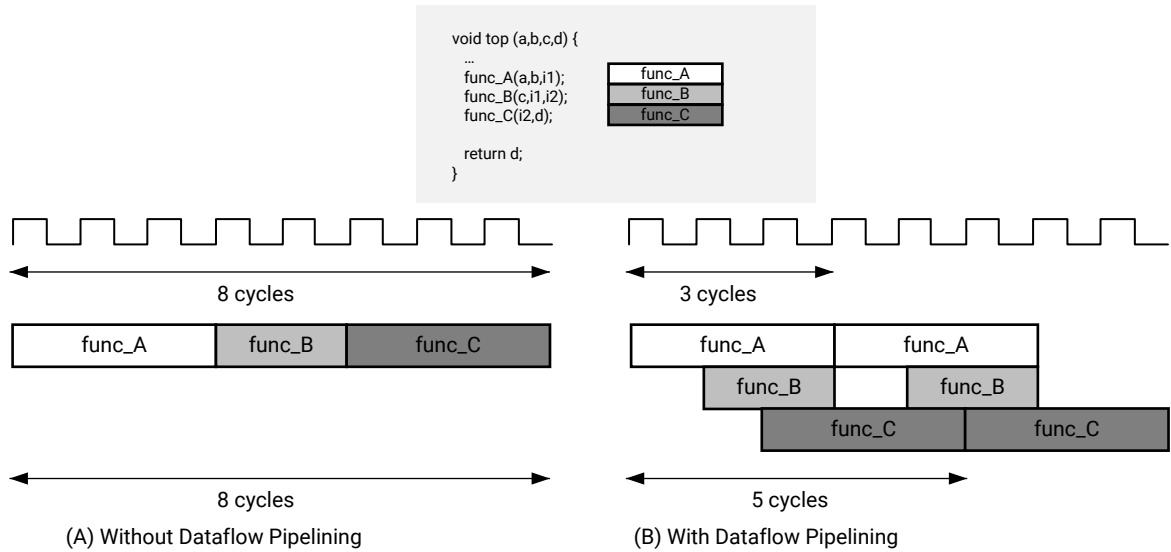 void top (a,b,c,d) {
...
func_A(a,b,i1);
func_B(c,i1,i2);
func_C(i2,d);
return d;
}
func_A
func_B
func_C
8 cycles
func_A func_B func_C
8 cycles
(A) Without Dataflow Pipelining
3 cycles
func_A func_A
func_B func_B
func_C func_C
5 cycles
(B) With Dataflow Pipelining